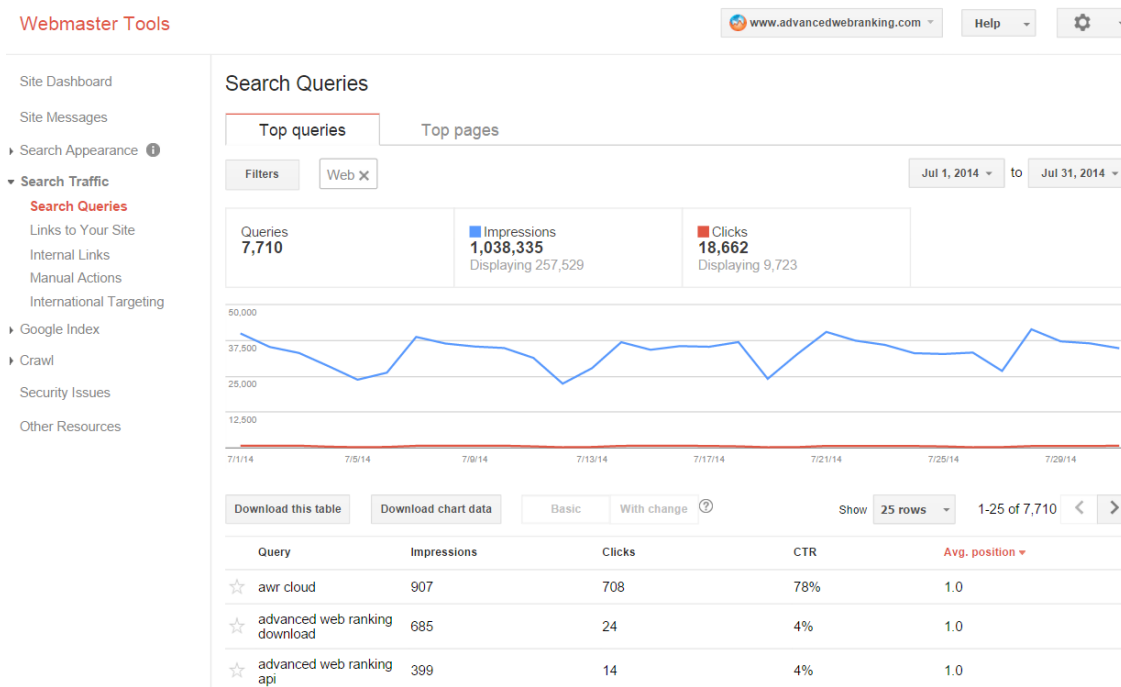 Webmaster Tools
www.advancedwebranking.com
Help
Site Dashboard
Site Messages
Search Appearance
Search Traffic
Search Queries
Links to Your Site
Internal Links
Manual Actions
International Targeting
Google Index
Crawl
Security Issues
Other Resources
Search Queries
Top queries Top pages
Filters Web Jul 1, 2014 to Jul 31, 2014
Queries Impressions Clicks
7,710 1,038,335 18,662
Displaying 257,529 Displaying 9,723
50,000
37,500
25,000
12,500
7/1/14 7/5/14 7/9/14 7/13/14 7/17/14 7/21/14 7/25/14 7/29/14
Download this table Download chart data Basic With change ? Show 25 rows 1-25 of 7,710
Query Impressions Clicks CTR Avg. position
awr cloud 907 708 78% 1.0
advanced web ranking
download 685 24 4% 1.0
advanced web ranking
api 399 14 4% 1.0